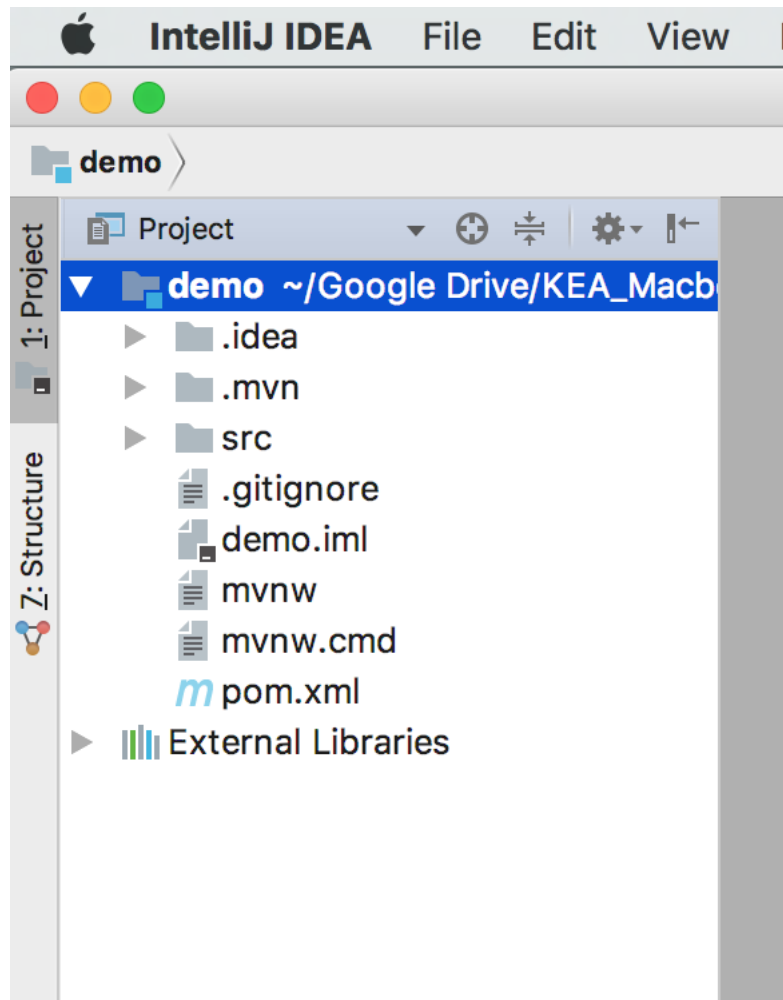 IntelliJ IDEA File Edit View
demo
Project
demo ~/Google Drive/KEA_Macb
.idea
.mvn
src
.gitignore
demo.iml
mvnw
mvnw.cmd
m pom.xml
External Libraries
1: Project
7: Structure